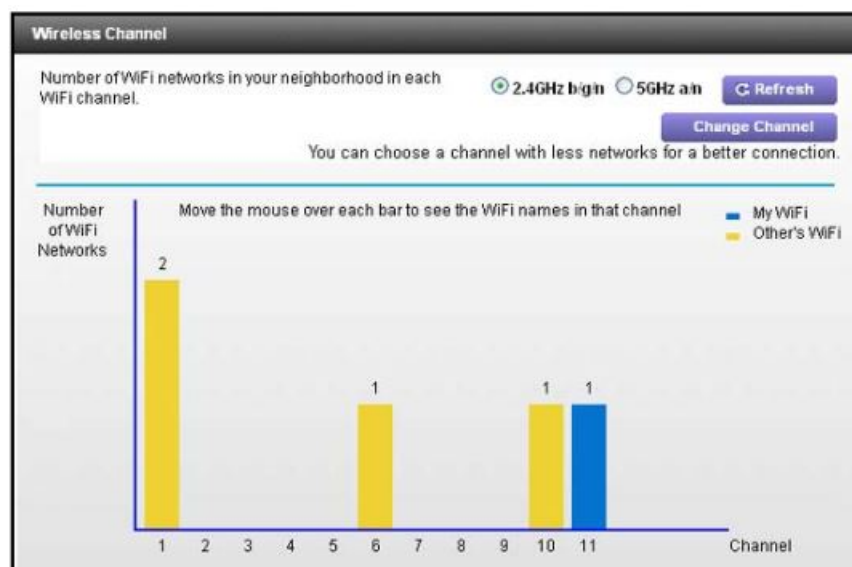 Wireless Channel
Number of WiFi networks in your neighborhood in each
WiFi channel.
2.4GHz b/g/n 5GHz a/n Refresh
Change Channel
You can choose a channel with less networks for a better connection.
Number
of WiFi
Networks
Move the mouse over each bar to see the WiFi names in that channel
My WiFi
Other's WiFi
2
1 1 1
1 2 3 4 5 6 7 8 9 10 11 Channel